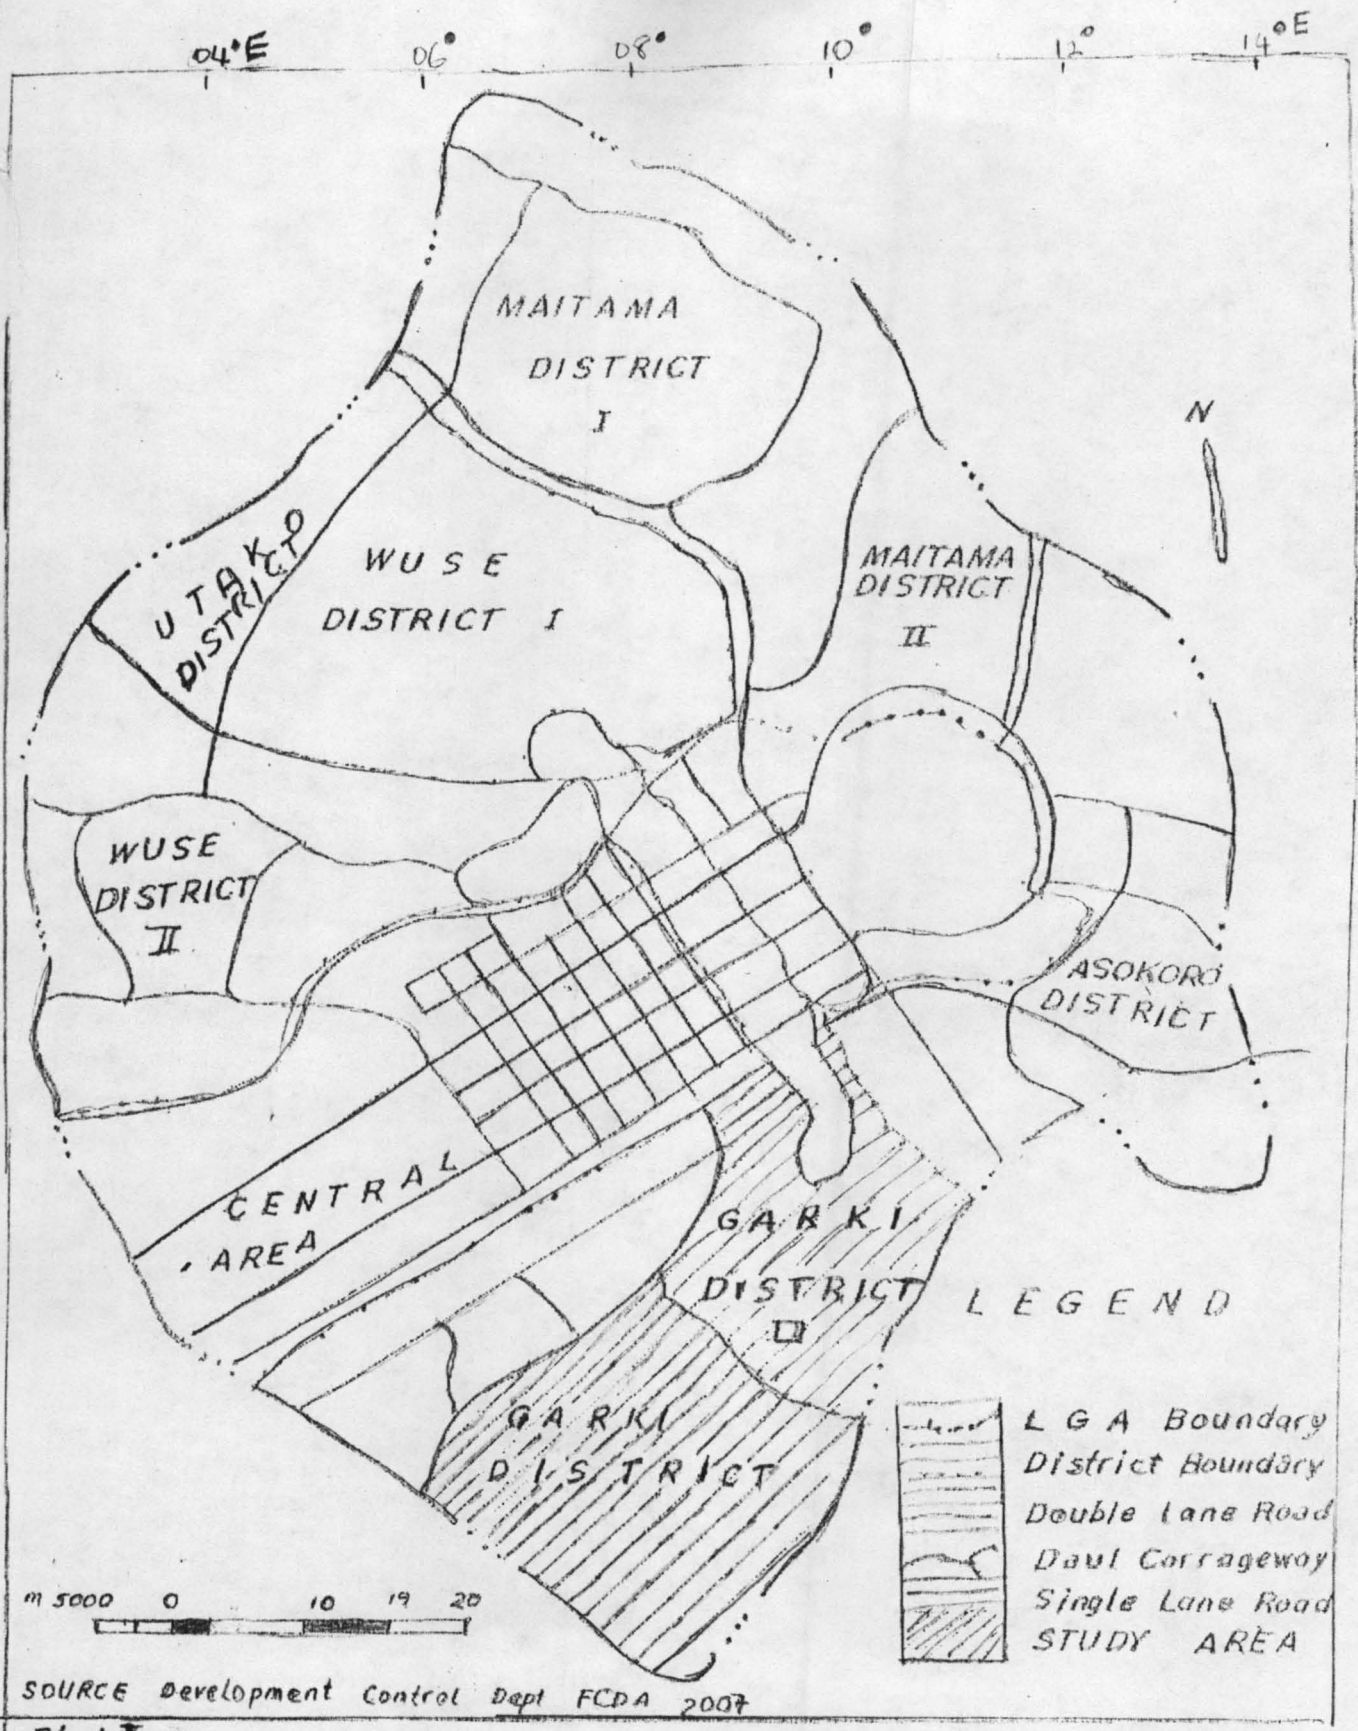 04°E 06° 08° 10° 12° 14°E
MAITAMA
DISTRICT
I
N
UTAKO
DISTRICT
WUSE
DISTRICT I
MAITAMA
DISTRICT
II
WUSE
DISTRICT
II
ASOKORO
DISTRICT
CENTRAL
AREA
GARKI
DISTRICT
II
GARKI
DISTRICT
LEGEND
LGA Boundary
District Boundary
Double Lane Road
Daul Carrageway
Single Lane Road
STUDY AREA
m 5000 0 10 19 20
SOURCE Development Control Dept FCDA 2007